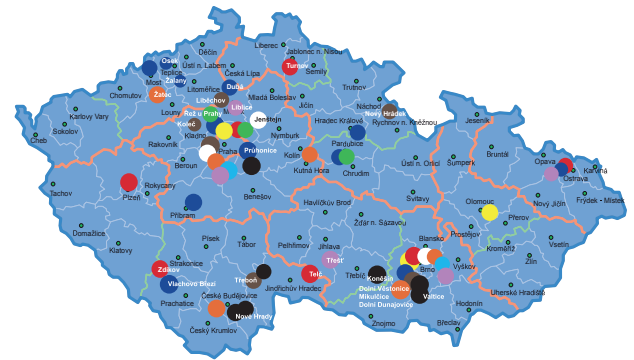 Děčín
Liberec
Jablonec n. Nisou
Osek
Teplice
Ústí n. Labem
Česká Lípa
Turnov
Semily
Most
Žalany
Litoměřice
Dubá
Trutnov
Chomutov
Žatec
Mladá Boleslav
Liběchov
Liblice
Jičín
Náchod
Louny
Řež u Prahy
Nový Hrádek
Karlovy Vary
Koleč
Jenštejn
Hradec Králové
Rychnov n. Kněžnou
Jeseník
Sokolov
Kladno
Nymburk
Cheb
Rakovník
Praha
Průhonice
Kolín
Pardubice
Bruntál
Beroun
Kutná Hora
Chrudim
Ústí n. Orlicí
Šumperk
Opava
Karviná
Ostrava
Tachov
Rokycany
Plzeň
Benešov
Svitavy
Olomouc
Nový Jičín
Frýdek - Místek
Příbram
Havlíčkův Brod
Přerov
Domažlice
Žďár n. Sázavou
Prostějov
Klatovy
Písek
Tábor
Pelhřimov
Jihlava
Blansko
Kroměříž
Vsetín
Strakonice
Třešť
Zlín
Zdíkov
Telč
Třebíč
Koněšín
Brno
Vyškov
Vlachovo Březí
Třeboň
Jindřichův Hradec
Dolní Věstonice
Uherské Hradiště
Prachatice
České Budějovice
Mikulčice
Valtice
Dolní Dunajovice
Hodonín
Nové Hrady
Znojmo
Břeclav
Český Krumlov